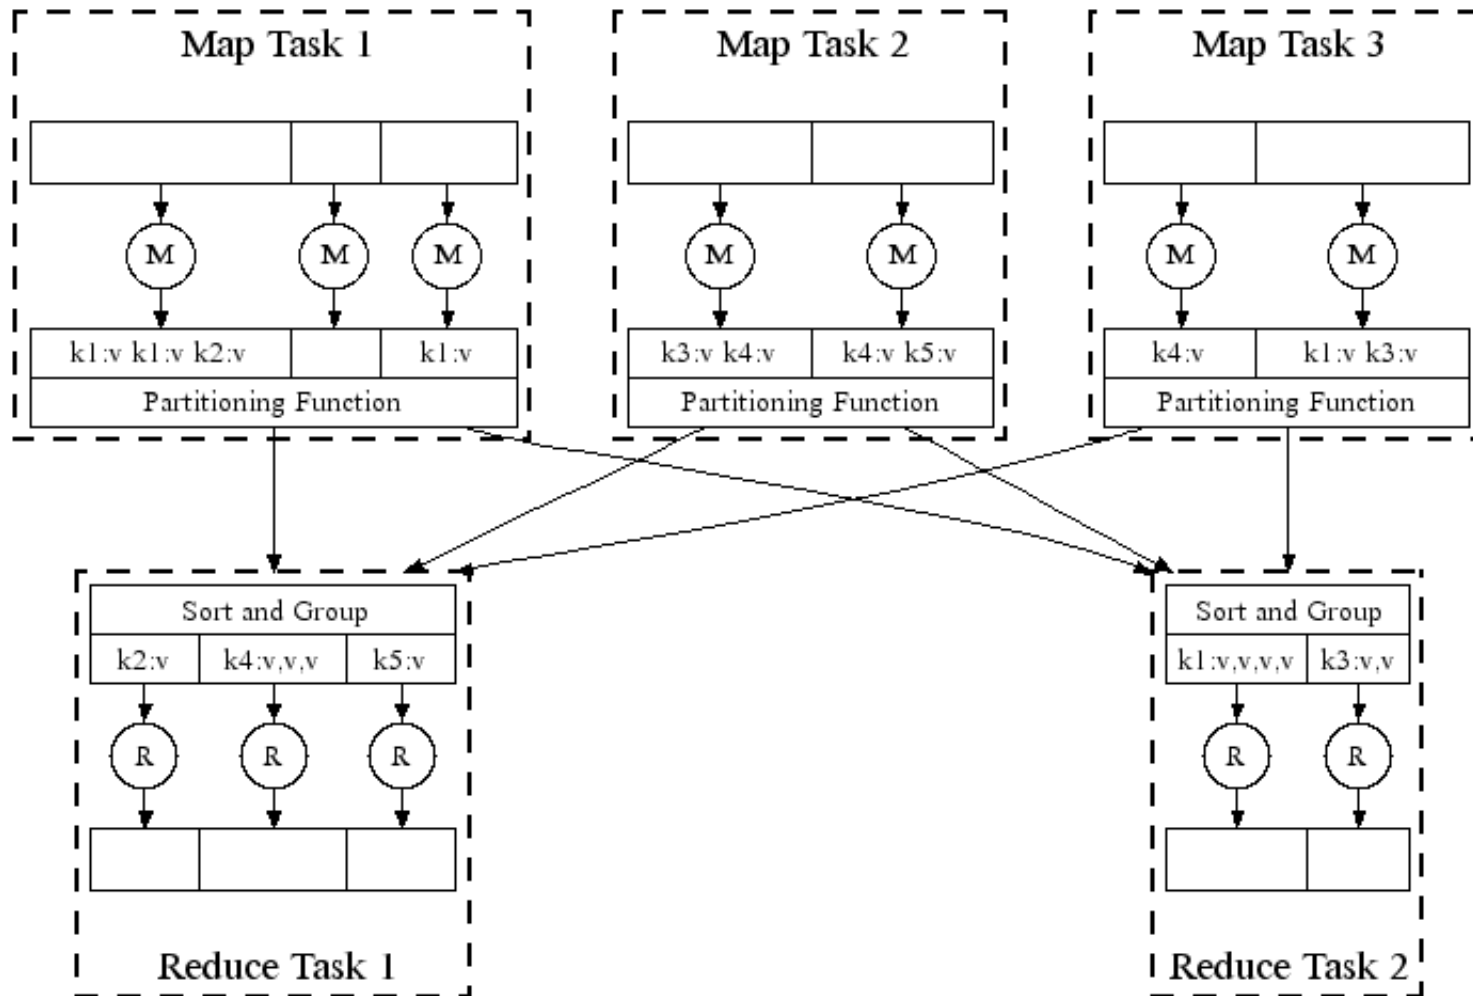 Map Task 1
Map Task 2
Map Task 3
M
M
M
M
M
M
M
k1:v k1:v k2:v
k1:v
k3:v k4:v
k4:v k5:v
k4:v
k1:v k3:v
Partitioning Function
Partitioning Function
Partitioning Function
Sort and Group
Sort and Group
k2:v
k4:v,v,v
k5:v
k1:v,v,v,v
k3:v,v
R
R
R
R
R
Reduce Task 1
Reduce Task 2